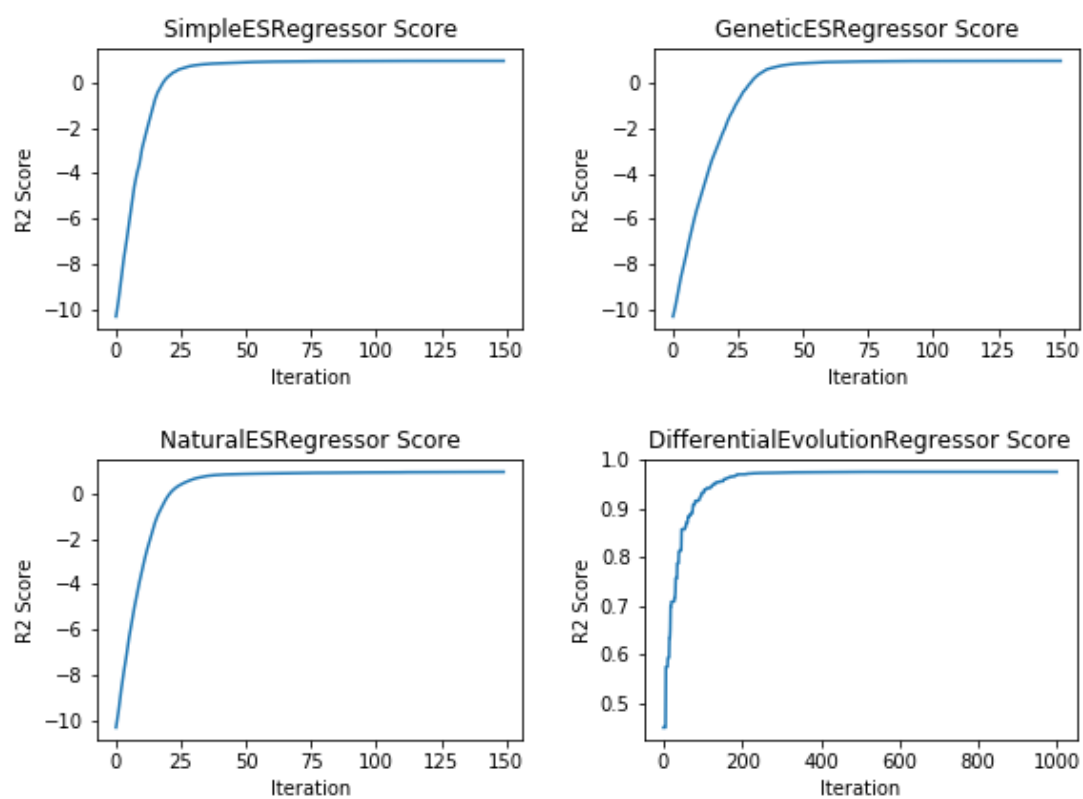 SimpleESRegressor Score
R2 Score
0
−2
−4
−6
−8
−10
0 25 50 75 100 125 150
Iteration
GeneticESRegressor Score
R2 Score
0
−2
−4
−6
−8
−10
0 25 50 75 100 125 150
Iteration
NaturalESRegressor Score
R2 Score
0
−2
−4
−6
−8
−10
0 25 50 75 100 125 150
Iteration
DifferentialEvolutionRegressor Score
R2 Score
1.0
0.9
0.8
0.7
0.6
0.5
0 200 400 600 800 1000
Iteration